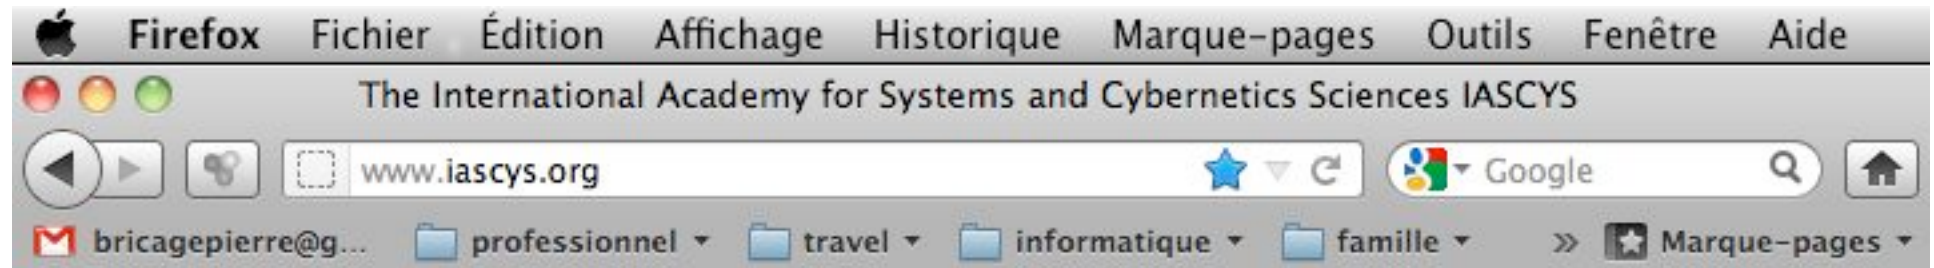 Firefox Fichier Édition Affichage Historique Marque-pages Outils Fenêtre Aide
The International Academy for Systems and Cybernetics Sciences IASCYS
www.iascys.org Google
bricagepierre@g... professionnel travel informatique famille » Marque-pages